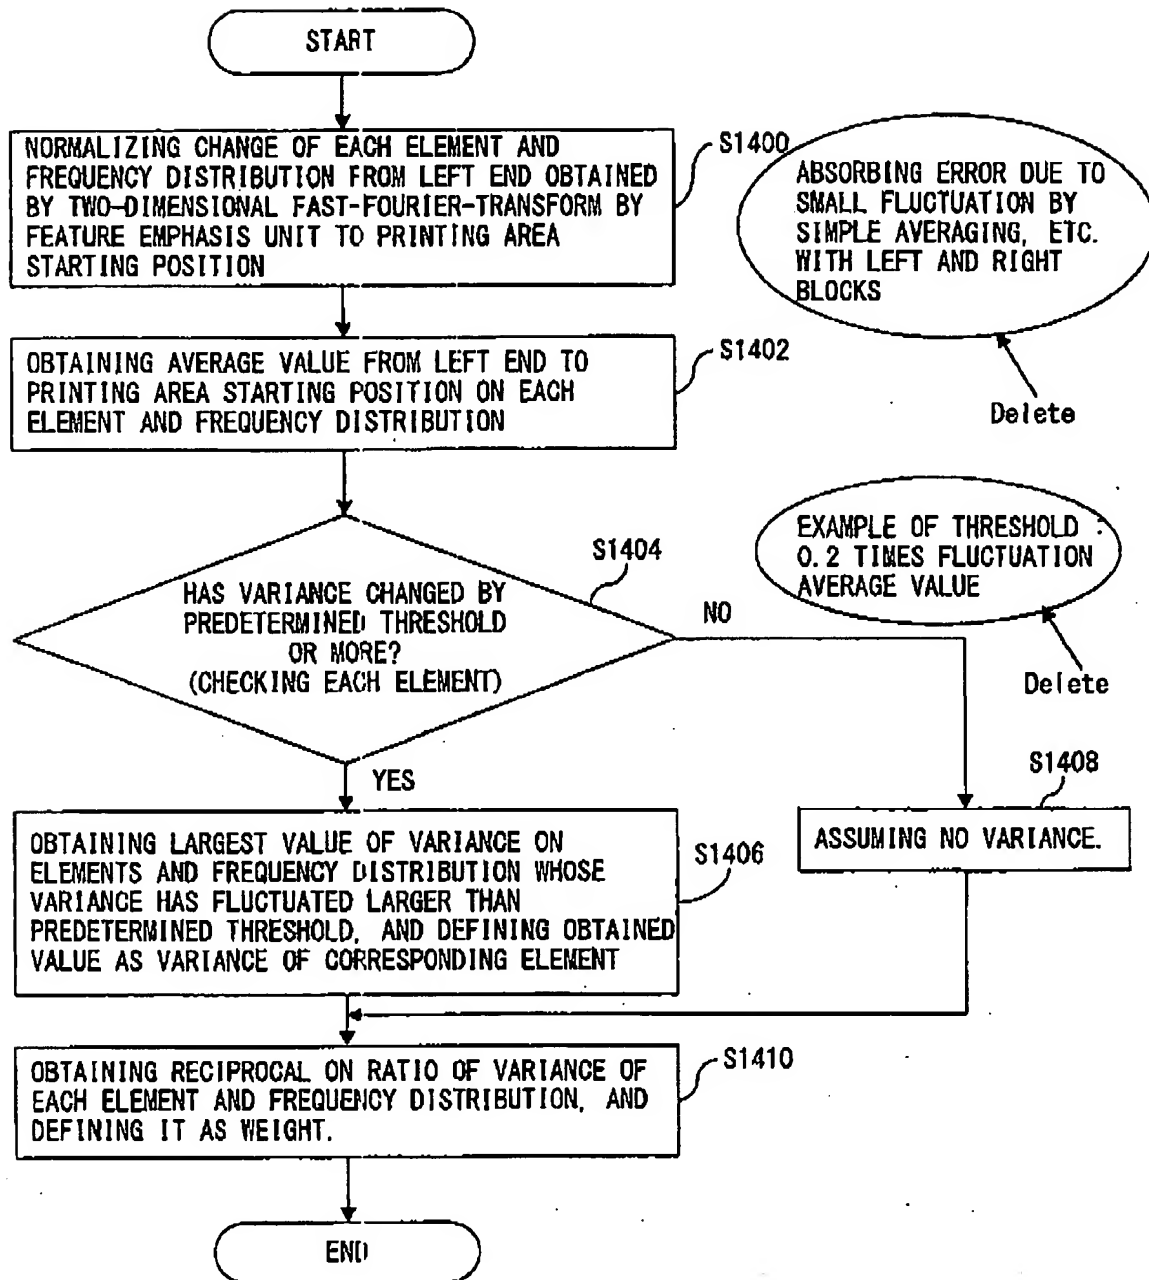 START
NORMALIZING CHANGE OF EACH ELEMENT AND
FREQUENCY DISTRIBUTION FROM LEFT END OBTAINED
BY TWO-DIMENSIONAL FAST-FOURIER-TRANSFORM BY
FEATURE EMPHASIS UNIT TO PRINTING AREA
STARTING POSITION
S1400
ABSORBING ERROR DUE TO
SMALL FLUCTUATION BY
SIMPLE AVERAGING, ETC.
WITH LEFT AND RIGHT
BLOCKS
Delete
OBTAINING AVERAGE VALUE FROM LEFT END TO
PRINTING AREA STARTING POSITION ON EACH
ELEMENT AND FREQUENCY DISTRIBUTION
S1402
HAS VARIANCE CHANGED BY
PREDETERMINED THRESHOLD
OR MORE?
(CHECKING EACH ELEMENT)
S1404
NO
EXAMPLE OF THRESHOLD :
0.2 TIMES FLUCTUATION
AVERAGE VALUE
Delete
YES
S1408
ASSUMING NO VARIANCE.
OBTAINING LARGEST VALUE OF VARIANCE ON
ELEMENTS AND FREQUENCY DISTRIBUTION WHOSE
VARIANCE HAS FLUCTUATED LARGER THAN
PREDETERMINED THRESHOLD, AND DEFINING OBTAINED
VALUE AS VARIANCE OF CORRESPONDING ELEMENT
S1406
OBTAINING RECIPROCAL ON RATIO OF VARIANCE OF
EACH ELEMENT AND FREQUENCY DISTRIBUTION, AND
DEFINING IT AS WEIGHT.
S1410
END